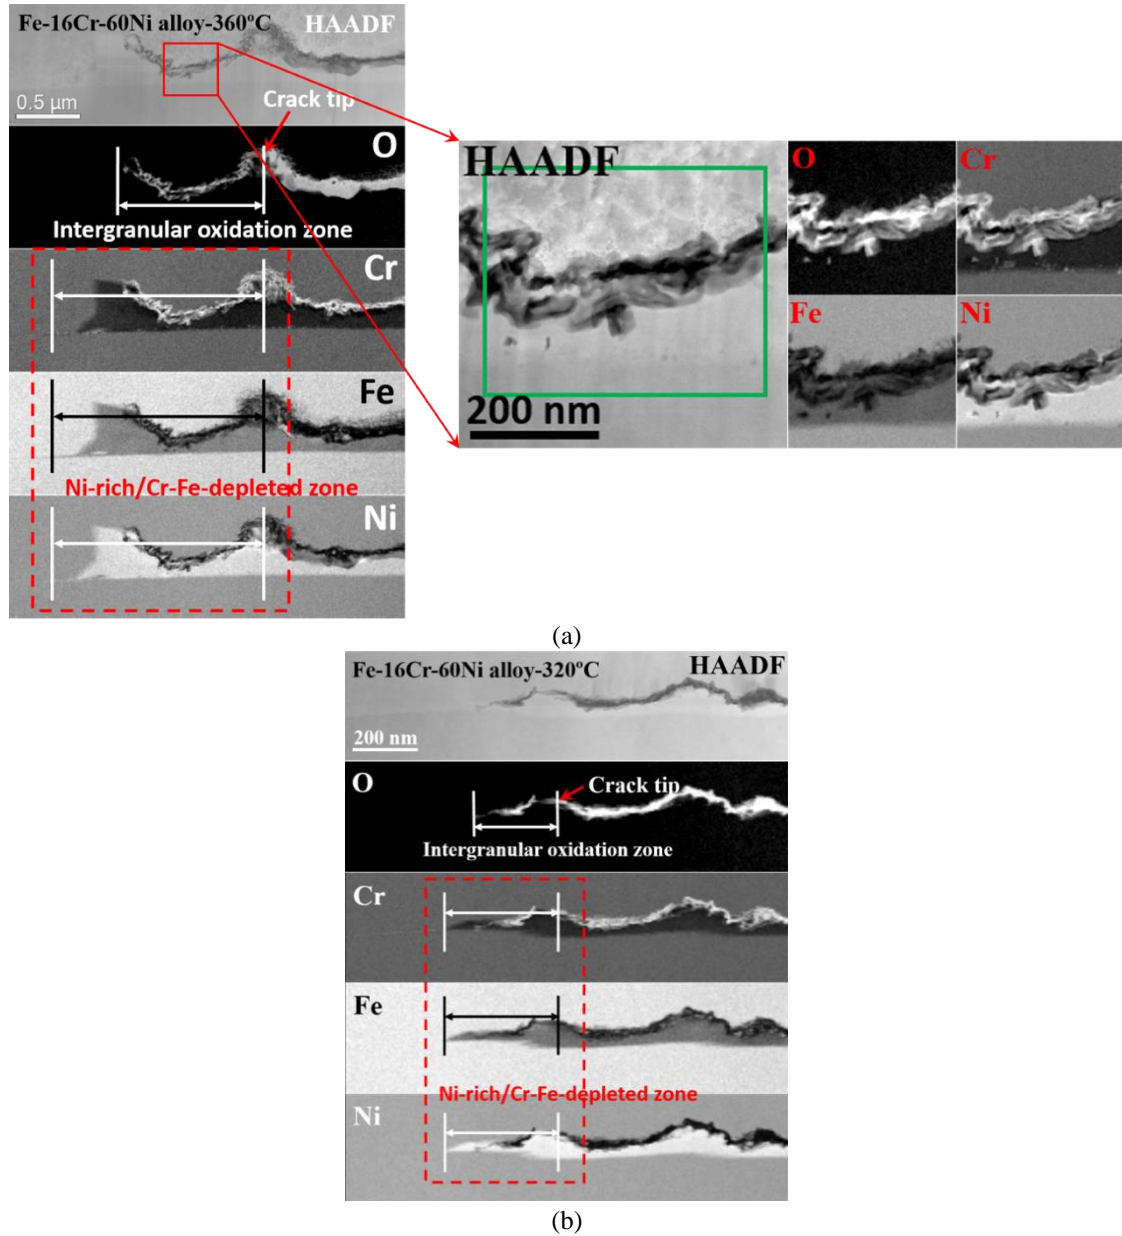 Fe-16Cr-60Ni alloy-360ºC HAADF
0.5 µm
Crack tip
O
Intergranular oxidation zone
Cr
Fe
Ni-rich/Cr-Fe-depleted zone
Ni
HAADF
200 nm
O
Cr
Fe
Ni
(a)
Fe-16Cr-60Ni alloy-320ºC HAADF
200 nm
O
Crack tip
Intergranular oxidation zone
Cr
Fe
Ni-rich/Cr-Fe-depleted zone
Ni
(b)